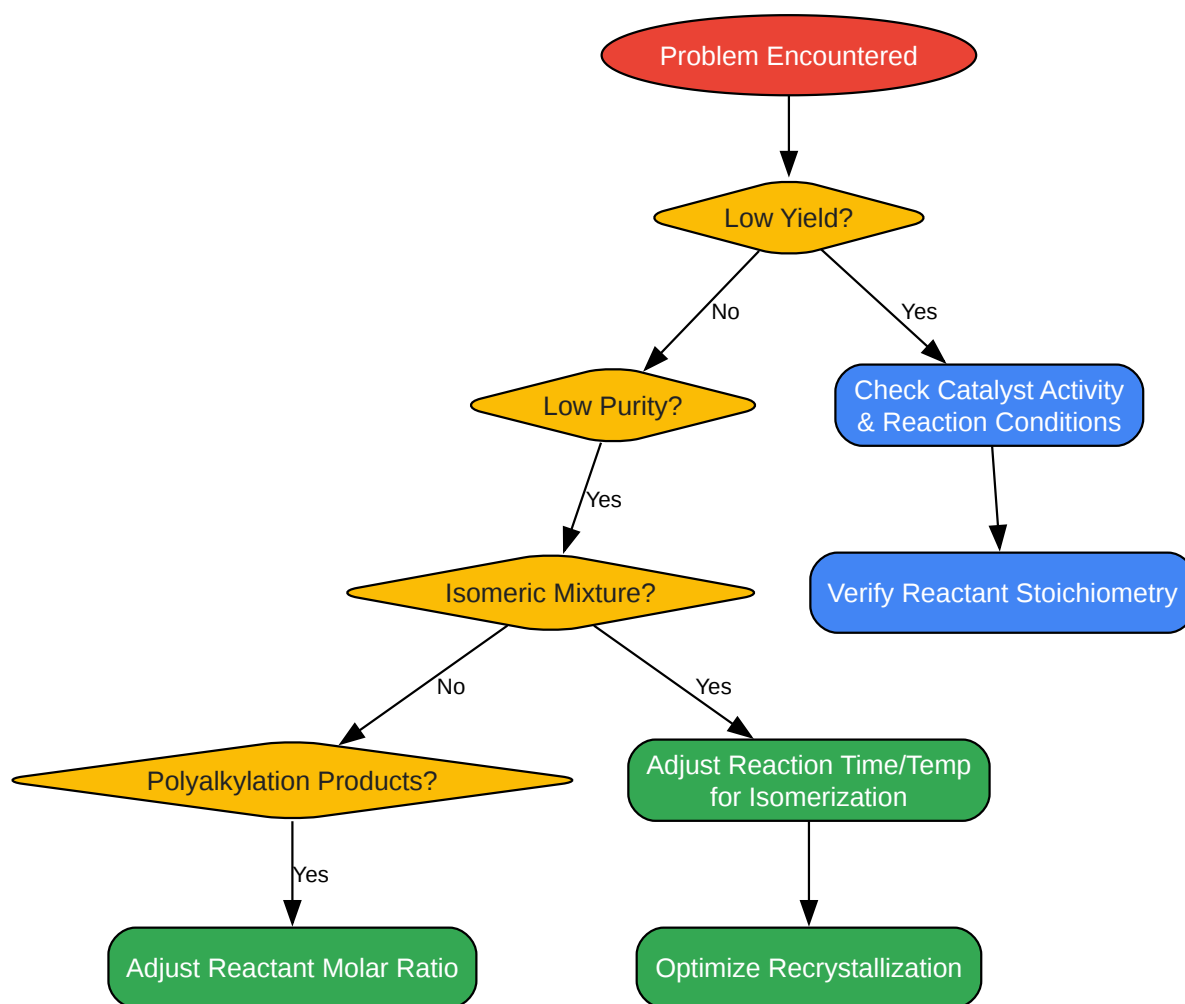 Problem Encountered
Low Yield?
No
Yes
Low Purity?
Check Catalyst Activity
& Reaction Conditions
Yes
Isomeric Mixture?
Verify Reactant Stoichiometry
No
Yes
Polyalkylation Products?
Adjust Reaction Time/Temp
for Isomerization
Yes
Adjust Reactant Molar Ratio
Optimize Recrystallization